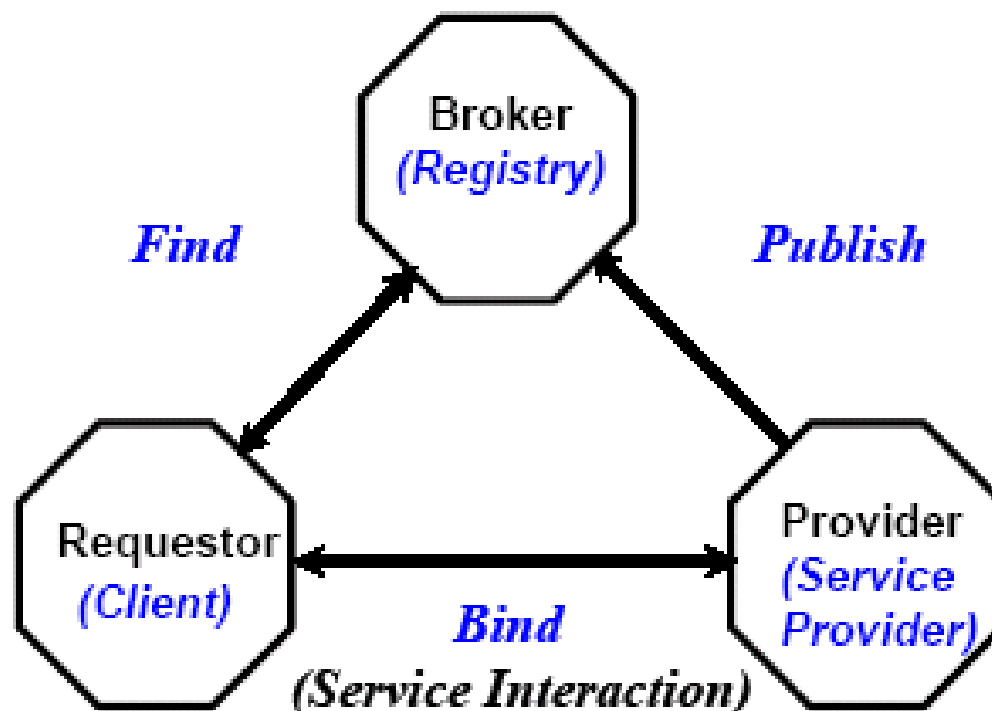 Broker
(Registry)
Find
Publish
Requestor
(Client)
Provider
(Service
Provider)
Bind
(Service Interaction)